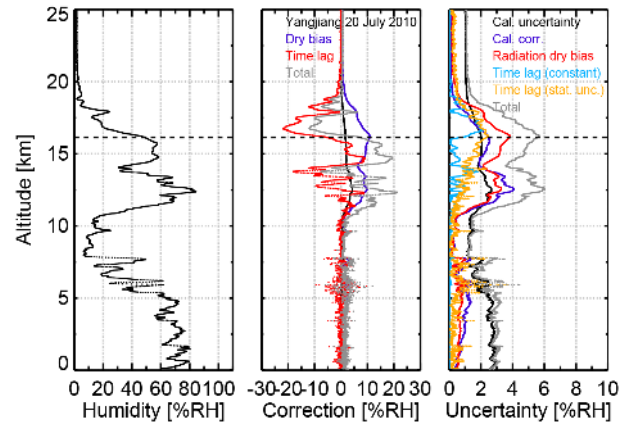 25
20
15
10
5
0
Altitude [km]
0 20 40 60 80 100
Humidity [%RH]
Yangjiang 20 July 2010
Dry bias
Time lag
Total
-30-20-10 0 10 20 30
Correction [%RH]
Cal. uncertainty
Cal. corr.
Radiation dry bias
Time lag (constant)
Time lag (stat. unc.)
Total
0 2 4 6 8 10
Uncertainty [%RH]